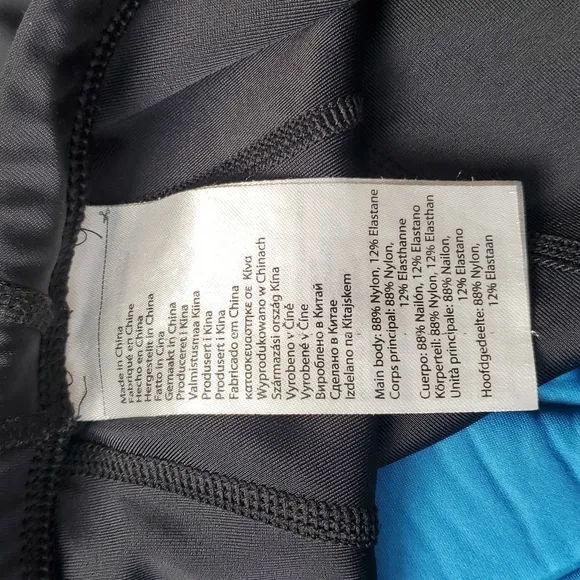 Made in China
Fabriqué en Chine
Hecho en China
Hergestellt in China
Fatto in Cina
Gemaakt in China
Produceret i Kina
Valmistusmaa Kiina
Produsert i Kina
Produsert i Kina
Fabricado em China
κατασκευαστηκε σε Κίνα
Wyprodukowano w Chinach
Származási ország Kína
Vyrobeno v Číně
Vyrobené v Číne
Вироблено в Китай
Сделано в Китае
Izdelano na Kitajskem
Main body: 88% Nylon, 12% Elastane
Corps principal: 88% Nylon,
12% Elasthanne
Cuerpo: 88% Nailón, 12% Elastano
Körperteil: 88% Nylon, 12% Elasthan
Unità principale: 88% Nailon,
12% Elastano
Hoofdgedeelte: 88% Nylon,
12% Elastaan